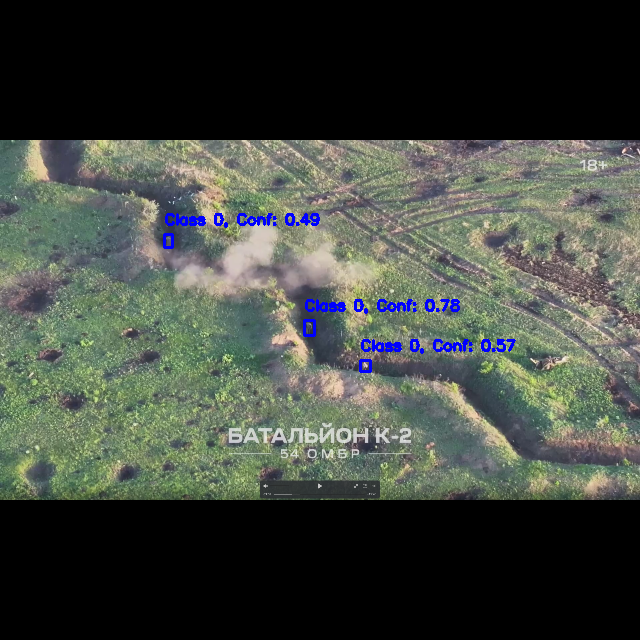 18+
Class 0, Conf: 0.49
Class 0, Conf: 0.78
Class 0, Conf: 0.57
БАТАЛЬЙОН К-2
54 ОМБР